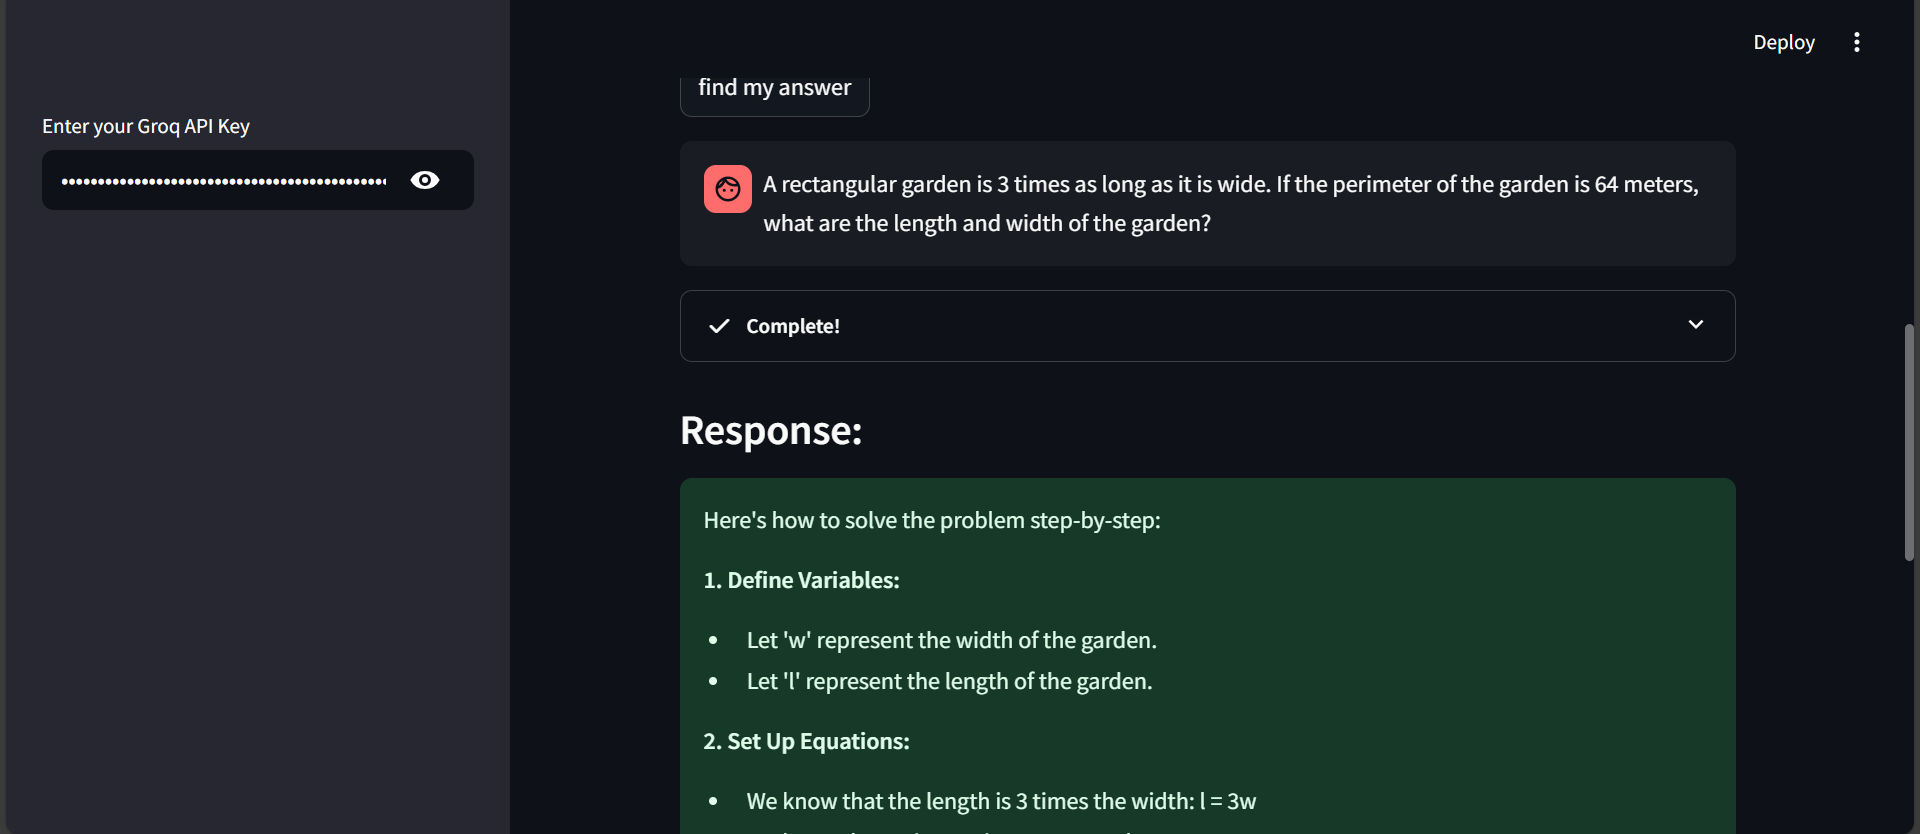 Deploy
Enter your Groq API Key
find my answer
A rectangular garden is 3 times as long as it is wide. If the perimeter of the garden is 64 meters,
what are the length and width of the garden?
Complete!
Response:
Here's how to solve the problem step-by-step:
1. Define Variables:
• Let 'w' represent the width of the garden.
• Let 'l' represent the length of the garden.
2. Set Up Equations:
• We know that the length is 3 times the width: l = 3w